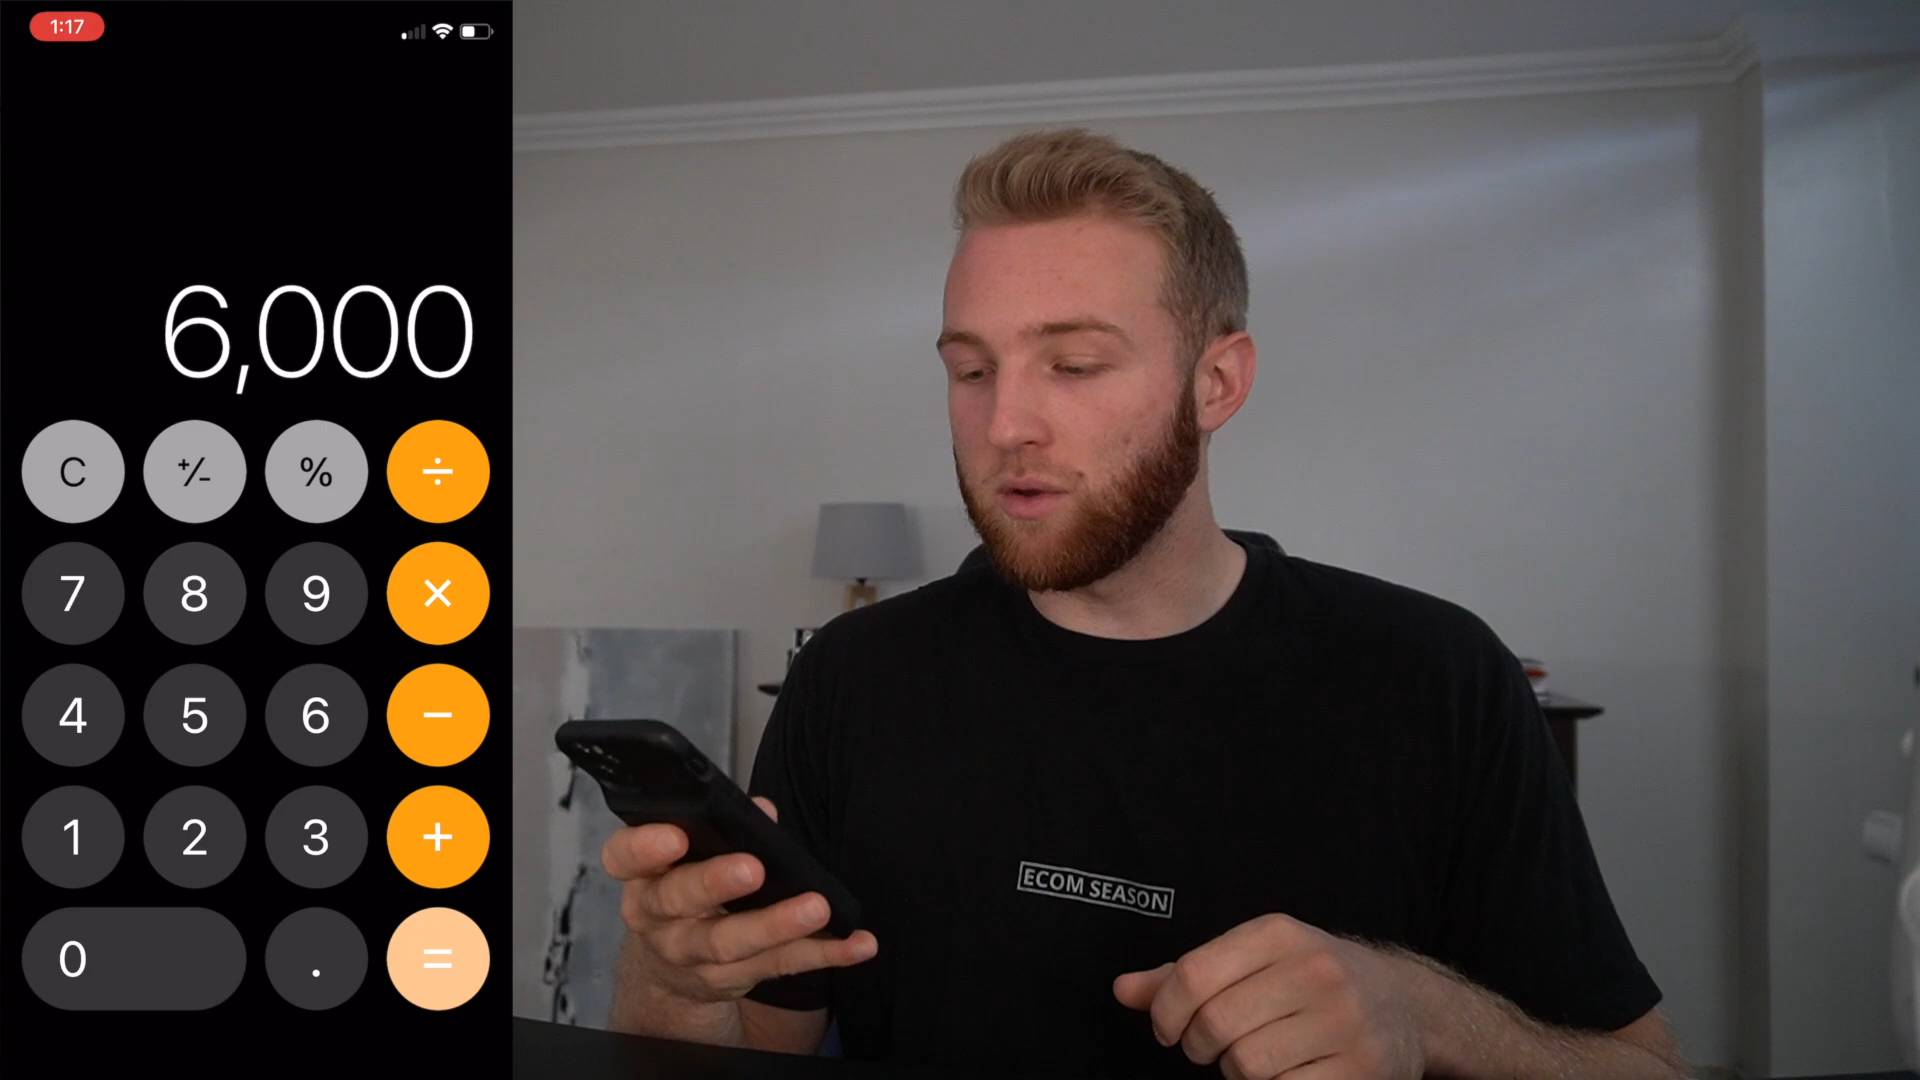 1:17
6,000
C +/- % ÷
7 8 9 ×
4 5 6 −
1 2 3 +
0 . =
ECOM SEASON